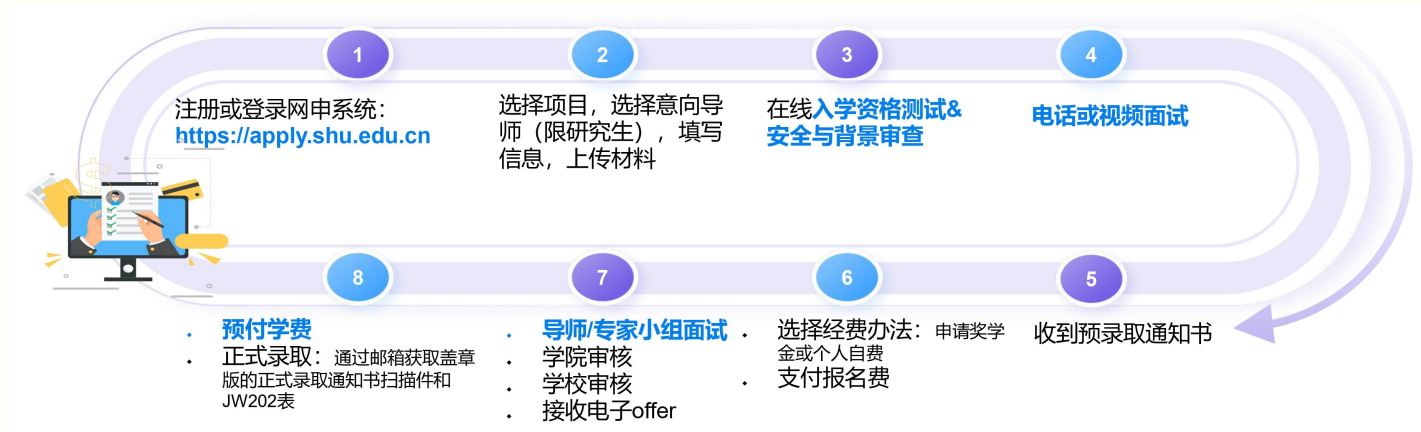 1
注册或登录网申系统：
https://apply.shu.edu.cn
2
选择项目，选择意向导
师（限研究生），填写
信息，上传材料
3
在线入学资格测试&
安全与背景审查
4
电话或视频面试
5
收到预录取通知书
6
• 选择经费办法：申请奖学
金或个人自费
• 支付报名费
7
• 导师/专家小组面试
• 学院审核
• 学校审核
• 接收电子offer
8
• 预付学费
• 正式录取：通过邮箱获取盖章
版的正式录取通知书扫描件和
JW202表